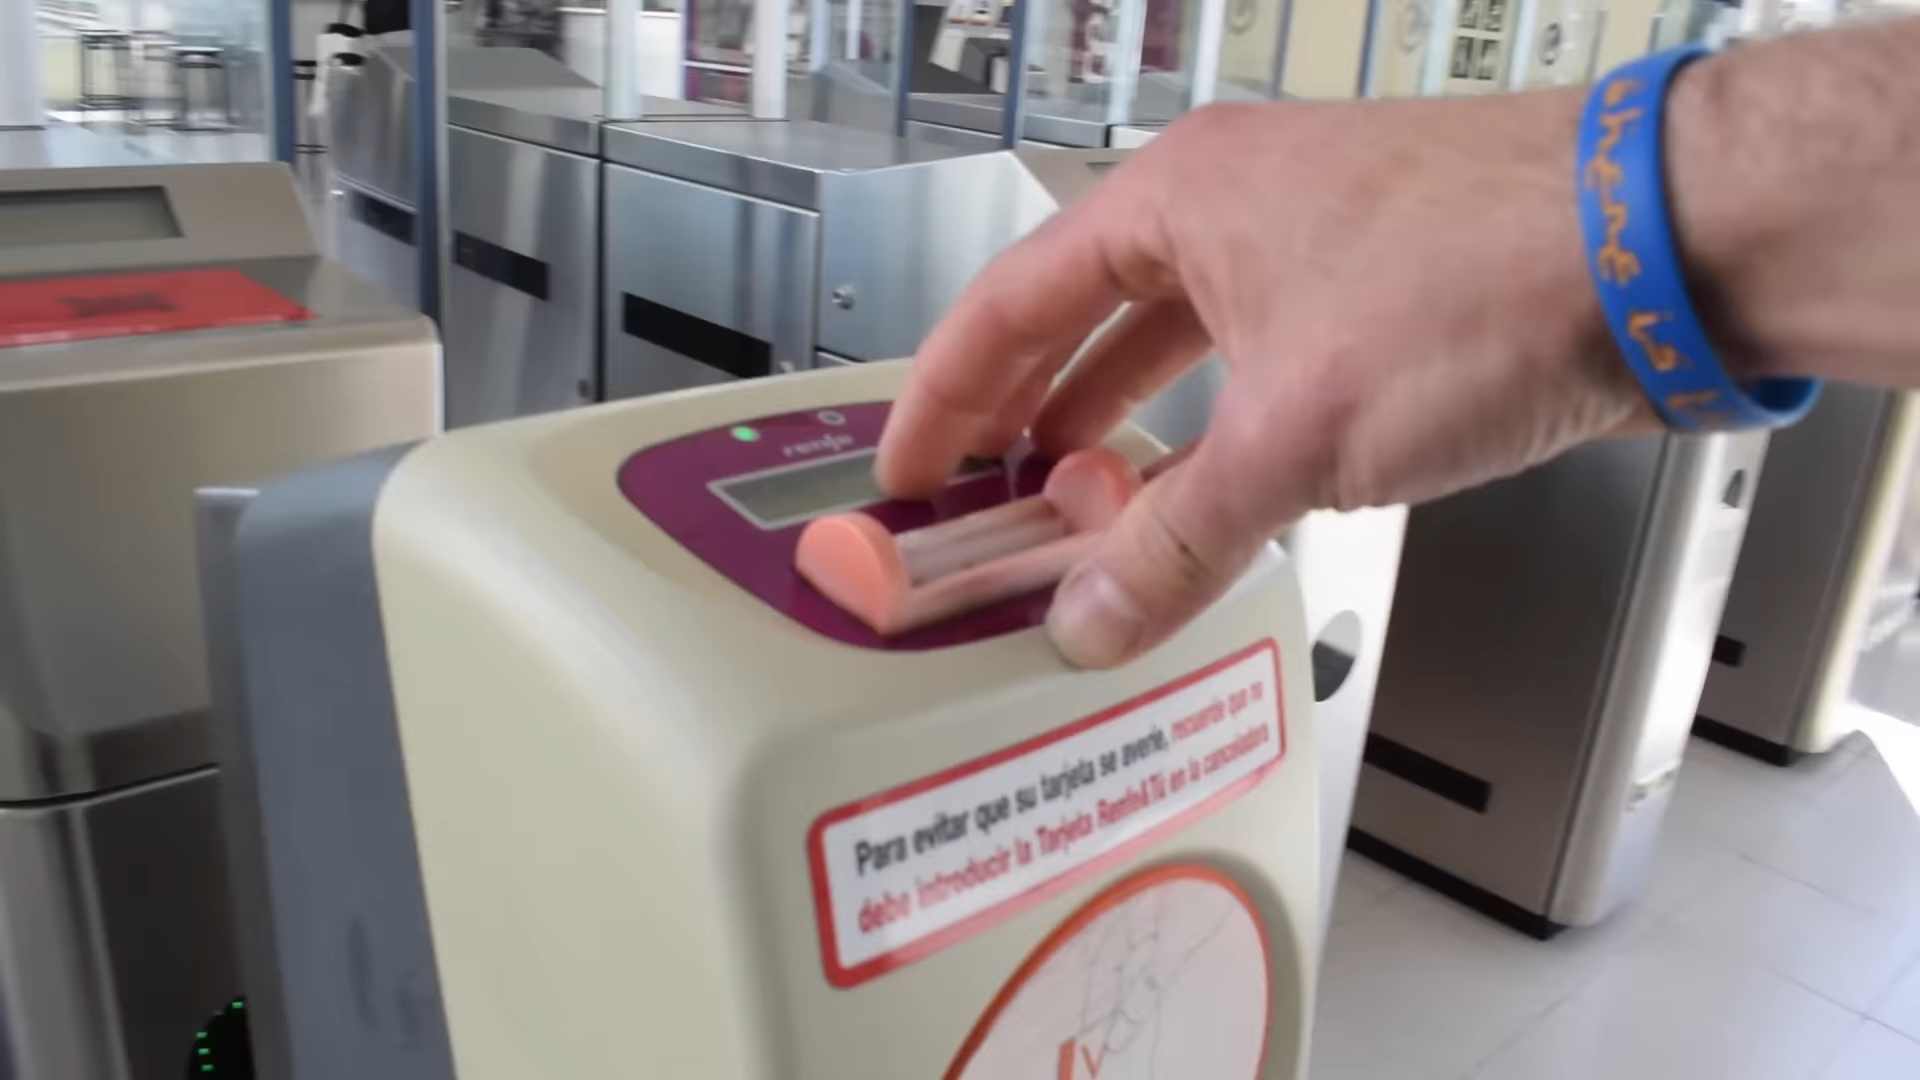 renfe
Para evitar que su tarjeta se averíe, recuerde que no
debe introducir la Tarjeta Renfe&Tú en la canceladora